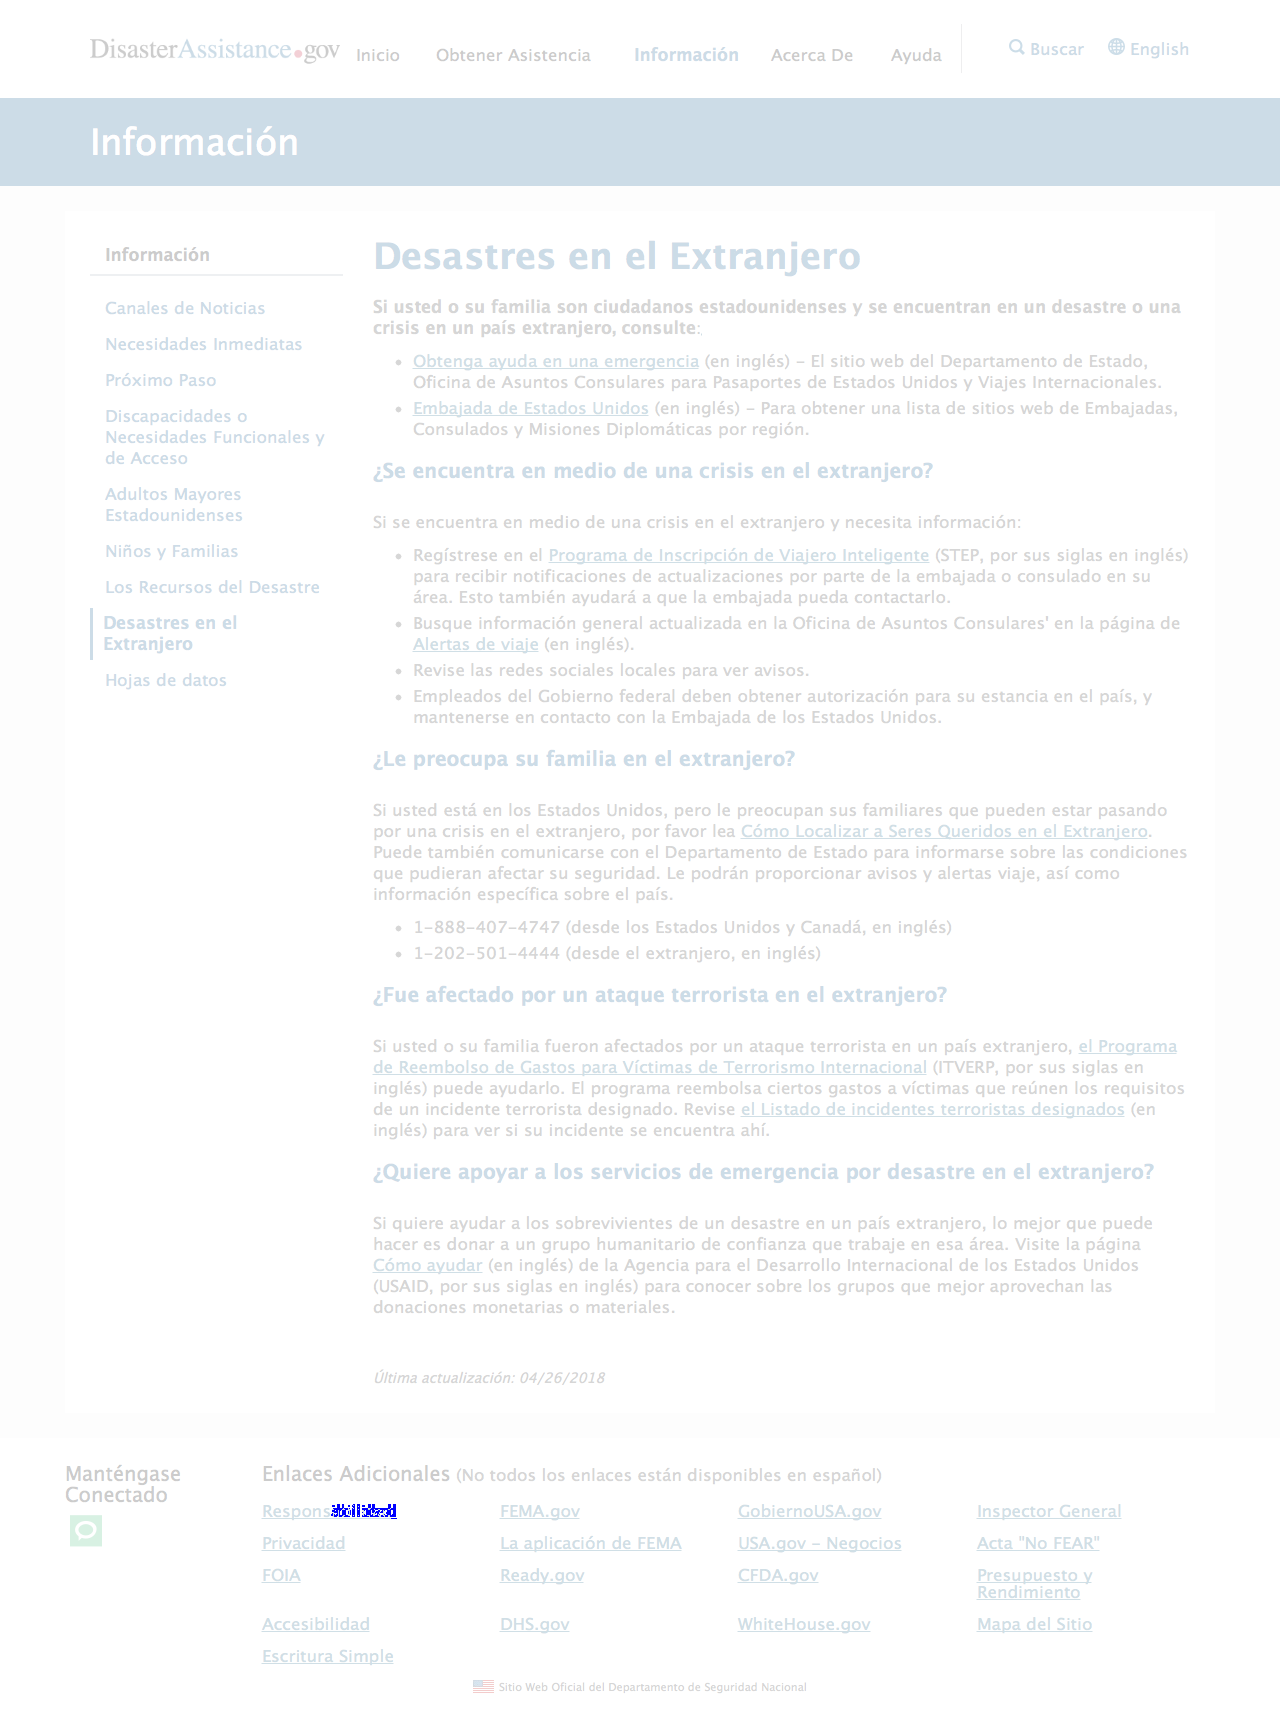 DisasterAssistance.gov
Inicio Obtener Asistencia Información Acerca De Ayuda Buscar English
Información
Información
Canales de Noticias
Necesidades Inmediatas
Próximo Paso
Discapacidades o
Necesidades Funcionales y
de Acceso
Adultos Mayores
Estadounidenses
Niños y Familias
Los Recursos del Desastre
Desastres en el
Extranjero
Hojas de datos
Desastres en el Extranjero
Si usted o su familia son ciudadanos estadounidenses y se encuentran en un desastre o una
crisis en un país extranjero, consulte:
• Obtenga ayuda en una emergencia (en inglés) – El sitio web del Departamento de Estado,
Oficina de Asuntos Consulares para Pasaportes de Estados Unidos y Viajes Internacionales.
• Embajada de Estados Unidos (en inglés) – Para obtener una lista de sitios web de Embajadas,
Consulados y Misiones Diplomáticas por región.
¿Se encuentra en medio de una crisis en el extranjero?
Si se encuentra en medio de una crisis en el extranjero y necesita información:
• Regístrese en el Programa de Inscripción de Viajero Inteligente (STEP, por sus siglas en inglés)
para recibir notificaciones de actualizaciones por parte de la embajada o consulado en su
área. Esto también ayudará a que la embajada pueda contactarlo.
• Busque información general actualizada en la Oficina de Asuntos Consulares' en la página de
Alertas de viaje (en inglés).
• Revise las redes sociales locales para ver avisos.
• Empleados del Gobierno federal deben obtener autorización para su estancia en el país, y
mantenerse en contacto con la Embajada de los Estados Unidos.
¿Le preocupa su familia en el extranjero?
Si usted está en los Estados Unidos, pero le preocupan sus familiares que pueden estar pasando
por una crisis en el extranjero, por favor lea Cómo Localizar a Seres Queridos en el Extranjero.
Puede también comunicarse con el Departamento de Estado para informarse sobre las condiciones
que pudieran afectar su seguridad. Le podrán proporcionar avisos y alertas viaje, así como
información específica sobre el país.
• 1-888-407-4747 (desde los Estados Unidos y Canadá, en inglés)
• 1-202-501-4444 (desde el extranjero, en inglés)
¿Fue afectado por un ataque terrorista en el extranjero?
Si usted o su familia fueron afectados por un ataque terrorista en un país extranjero, el Programa
de Reembolso de Gastos para Víctimas de Terrorismo Internacional (ITVERP, por sus siglas en
inglés) puede ayudarlo. El programa reembolsa ciertos gastos a víctimas que reúnen los requisitos
de un incidente terrorista designado. Revise el Listado de incidentes terroristas designados (en
inglés) para ver si su incidente se encuentra ahí.
¿Quiere apoyar a los servicios de emergencia por desastre en el extranjero?
Si quiere ayudar a los sobrevivientes de un desastre en un país extranjero, lo mejor que puede
hacer es donar a un grupo humanitario de confianza que trabaje en esa área. Visite la página
Cómo ayudar (en inglés) de la Agencia para el Desarrollo Internacional de los Estados Unidos
(USAID, por sus siglas en inglés) para conocer sobre los grupos que mejor aprovechan las
donaciones monetarias o materiales.
Última actualización: 04/26/2018
Manténgase
Conectado
Enlaces Adicionales (No todos los enlaces están disponibles en español)
FEMA.gov GobiernoUSA.gov Inspector General
Privacidad La aplicación de FEMA USA.gov – Negocios Acta "No FEAR"
FOIA Ready.gov CFDA.gov Presupuesto y
Rendimiento
Accesibilidad DHS.gov WhiteHouse.gov Mapa del Sitio
Escritura Simple
Sitio Web Oficial del Departamento de Seguridad Nacional